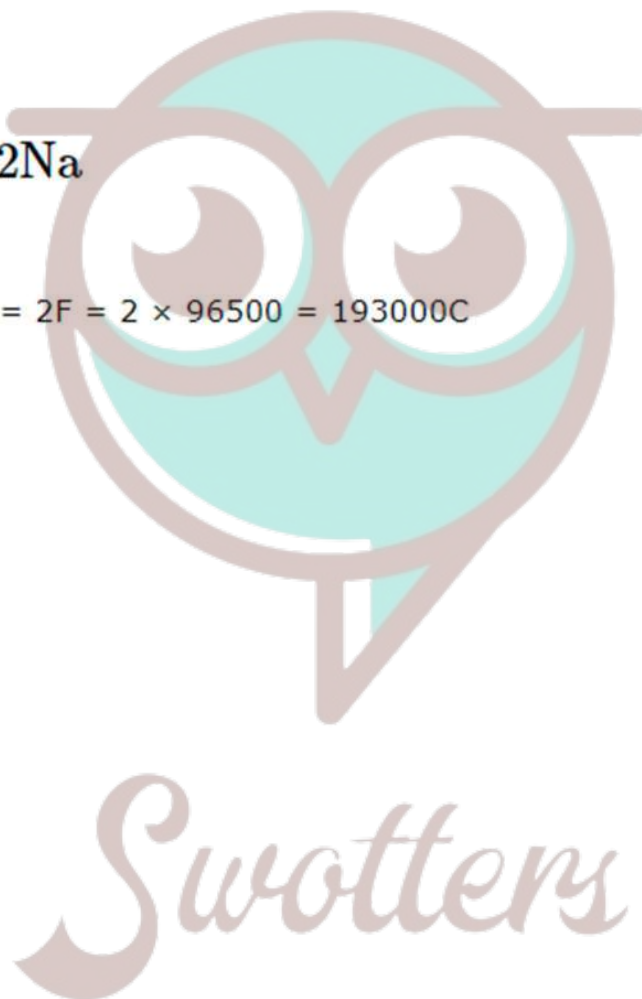 2Na
= 2F = 2 × 96500 = 193000C
Swotters